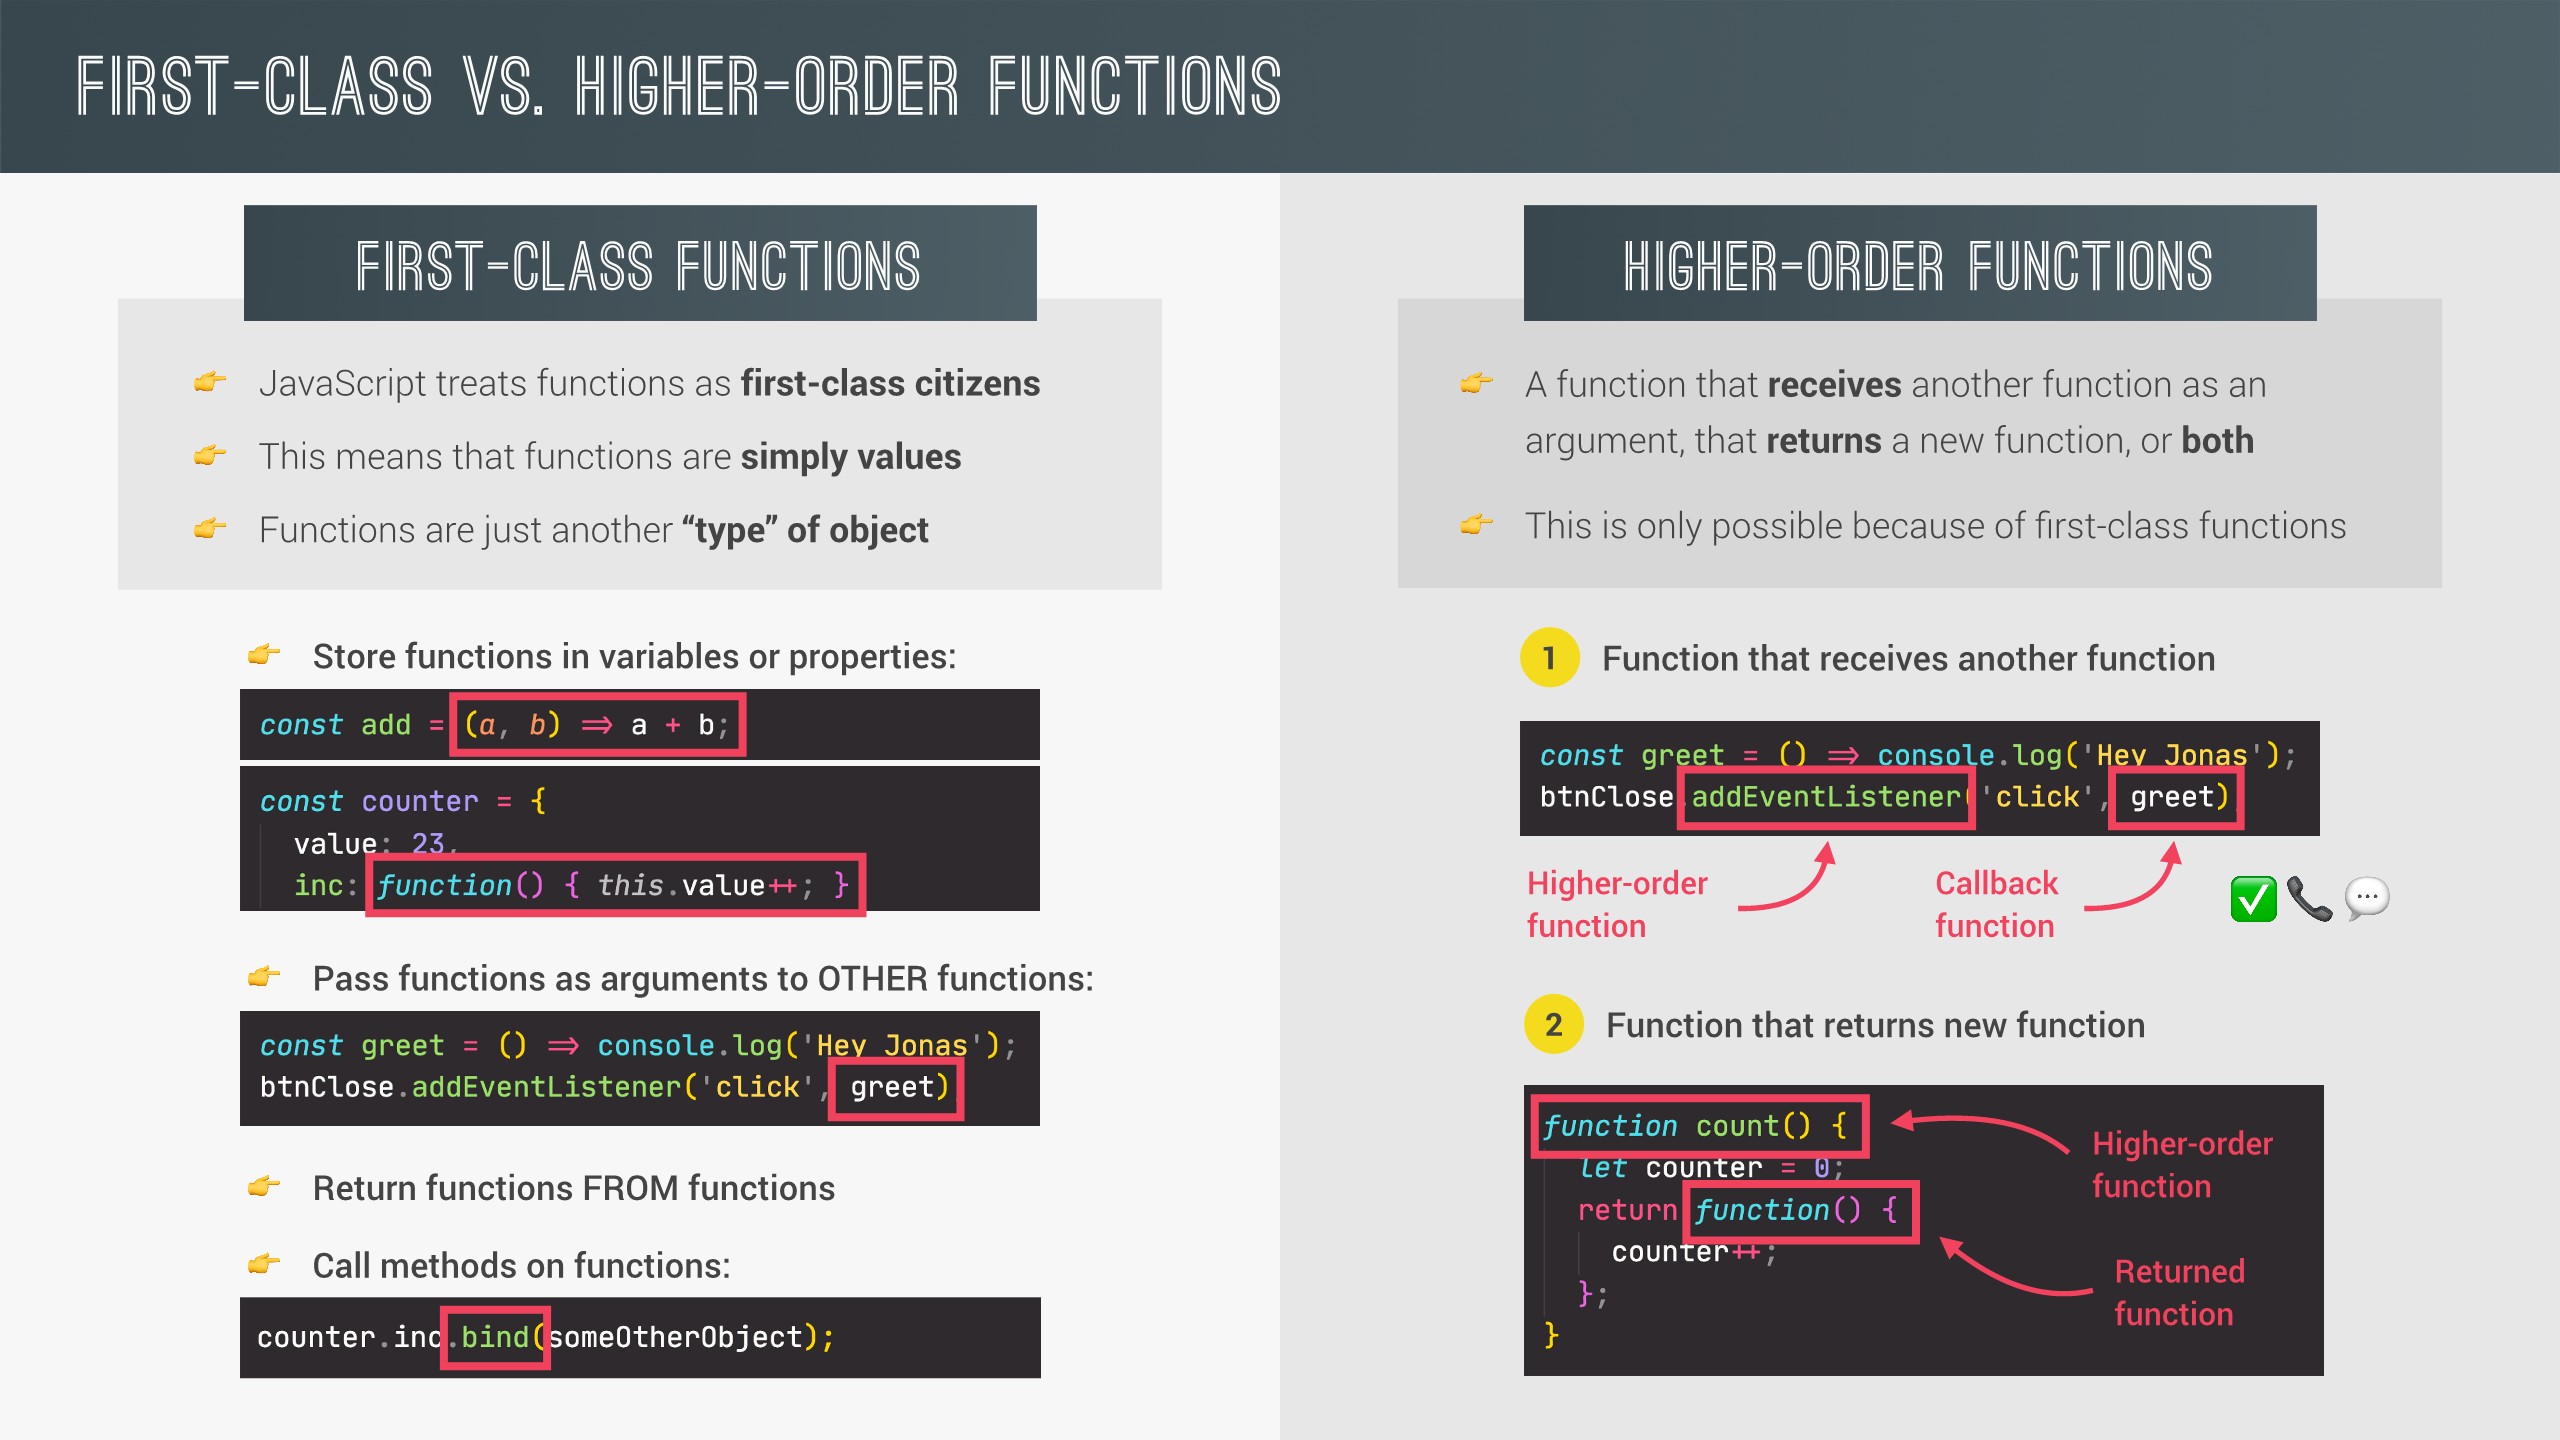 FIRST-CLASS VS. HIGHER-ORDER FUNCTIONS
FIRST-CLASS FUNCTIONS
JavaScript treats functions as first-class citizens
This means that functions are simply values
Functions are just another “type” of object
Store functions in variables or properties:
const add = (a, b) => a + b;
const counter = {
value: 23,
inc: function() { this.value++; }
Pass functions as arguments to OTHER functions:
const greet = () => console.log('Hey Jonas');
btnClose.addEventListener('click', greet)
Return functions FROM functions
Call methods on functions:
counter.inc.bind(someOtherObject);
HIGHER-ORDER FUNCTIONS
A function that receives another function as an
argument, that returns a new function, or both
This is only possible because of first-class functions
1 Function that receives another function
const greet = () => console.log('Hey Jonas');
btnClose.addEventListener('click', greet)
Higher-order
function
Callback
function
2 Function that returns new function
function count() {
let counter = 0;
return function() {
counter++;
};
}
Higher-order
function
Returned
function